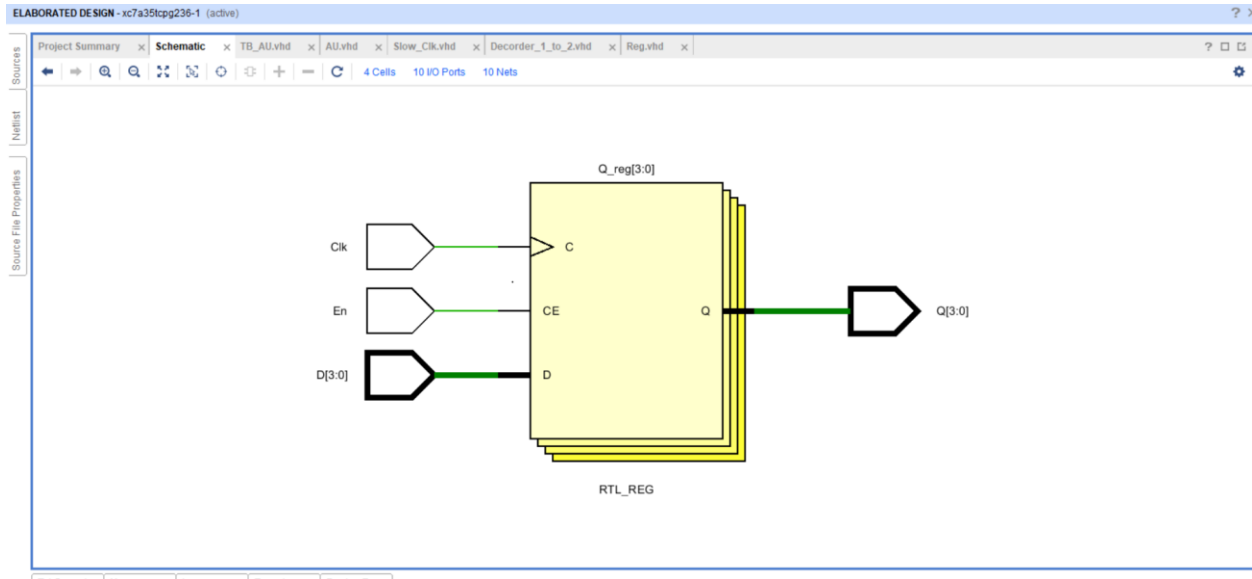 ELABORATED DESIGN - xc7a35tcpg236-1 (active)
? ×
Project Summary × Schematic × TB_AU.vhd × AU.vhd × Slow_Clk.vhd × Decorder_1_to_2.vhd × Reg.vhd ×
?
4 Cells 10 I/O Ports 10 Nets
Sources
Netlist
Source File Properties
Q_reg[3:0]
Clk
C
En
CE
Q
Q[3:0]
D[3:0]
D
RTL_REG